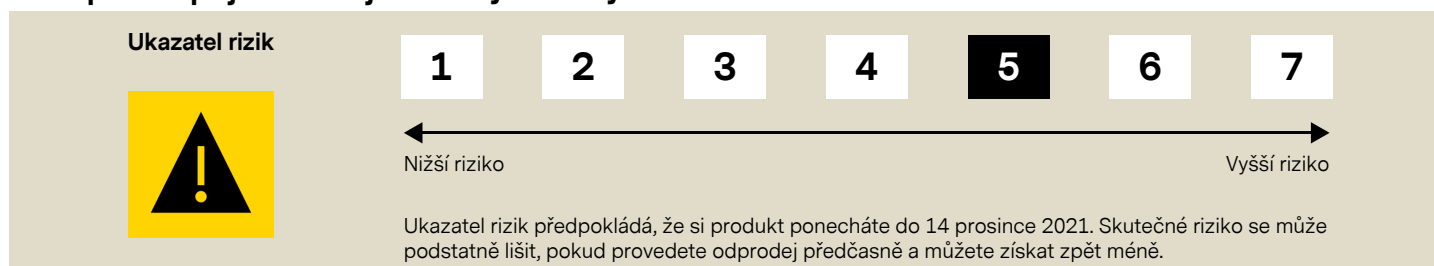 Ukazatel rizik
1 2 3 4 5 6 7
Nižší riziko Vyšší riziko
Ukazatel rizik předpokládá, že si produkt ponecháte do 14 prosince 2021. Skutečné riziko se může
podstatně lišit, pokud provedete odprodej předčasně a můžete získat zpět méně.